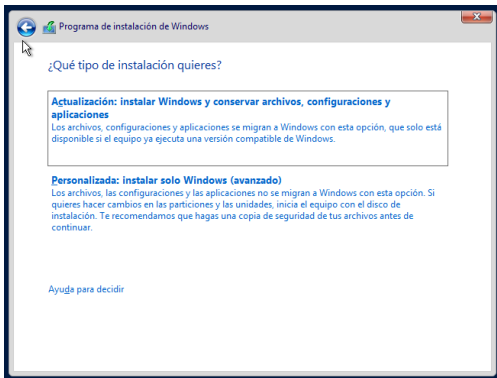 Programa de instalación de Windows
¿Qué tipo de instalación quieres?
Actualización: instalar Windows y conservar archivos, configuraciones y
aplicaciones
Los archivos, configuraciones y aplicaciones se migran a Windows con esta opción, que solo está
disponible si el equipo ya ejecuta una versión compatible de Windows.
Personalizada: instalar solo Windows (avanzado)
Los archivos, las configuraciones y las aplicaciones no se migran a Windows con esta opción. Si
quieres hacer cambios en las particiones y las unidades, inicia el equipo con el disco de
instalación. Te recomendamos que hagas una copia de seguridad de tus archivos antes de
continuar.
Ayuda para decidir